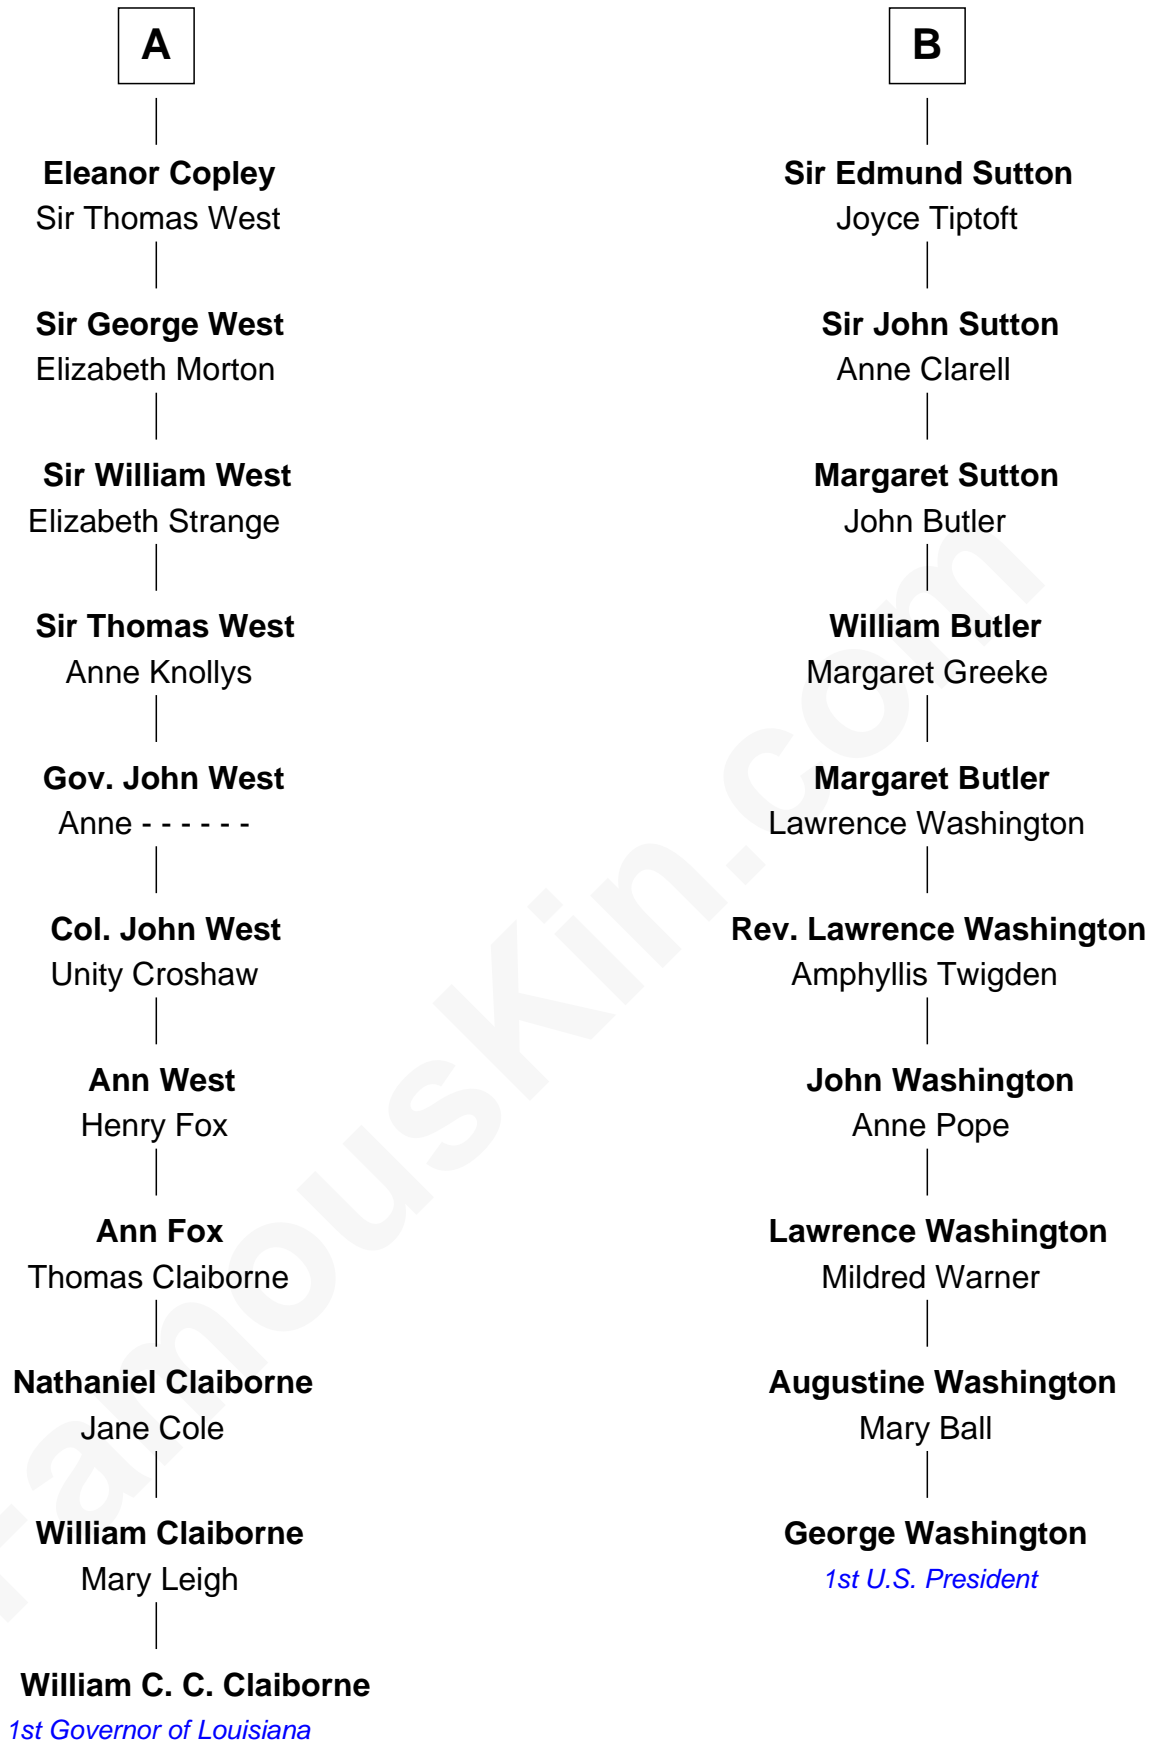 A
Eleanor Copley
Sir Thomas West
Sir George West
Elizabeth Morton
Sir William West
Elizabeth Strange
Sir Thomas West
Anne Knollys
Gov. John West
Anne - - - - - -
Col. John West
Unity Croshaw
Ann West
Henry Fox
Ann Fox
Thomas Claiborne
Nathaniel Claiborne
Jane Cole
William Claiborne
Mary Leigh
William C. C. Claiborne
1st Governor of Louisiana
B
Sir Edmund Sutton
Joyce Tiptoft
Sir John Sutton
Anne Clarell
Margaret Sutton
John Butler
William Butler
Margaret Greeke
Margaret Butler
Lawrence Washington
Rev. Lawrence Washington
Amphyllis Twigden
John Washington
Anne Pope
Lawrence Washington
Mildred Warner
Augustine Washington
Mary Ball
George Washington
1st U.S. President
FamousKin.com